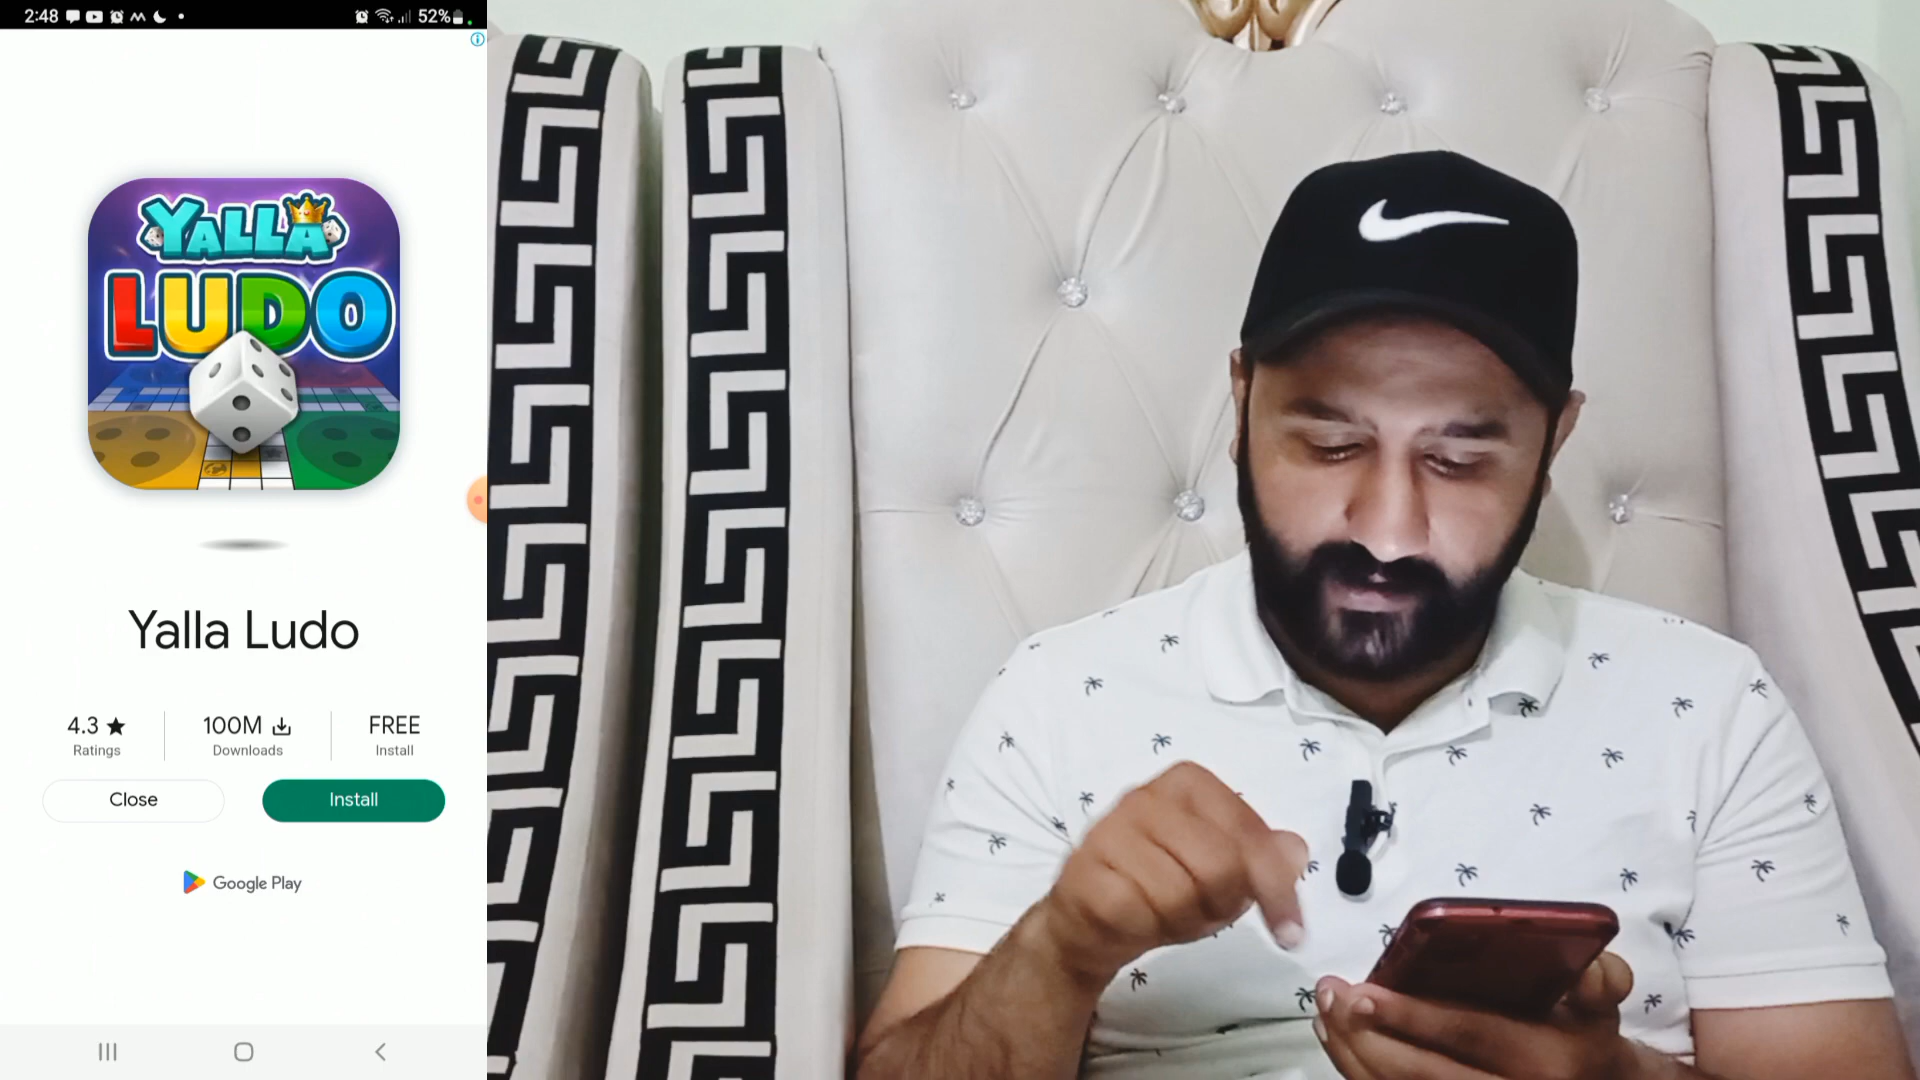 2:48
52%
YALLA
LUDO
Yalla Ludo
4.3 ★
Ratings
100M
Downloads
FREE
Install
Close
Install
Google Play